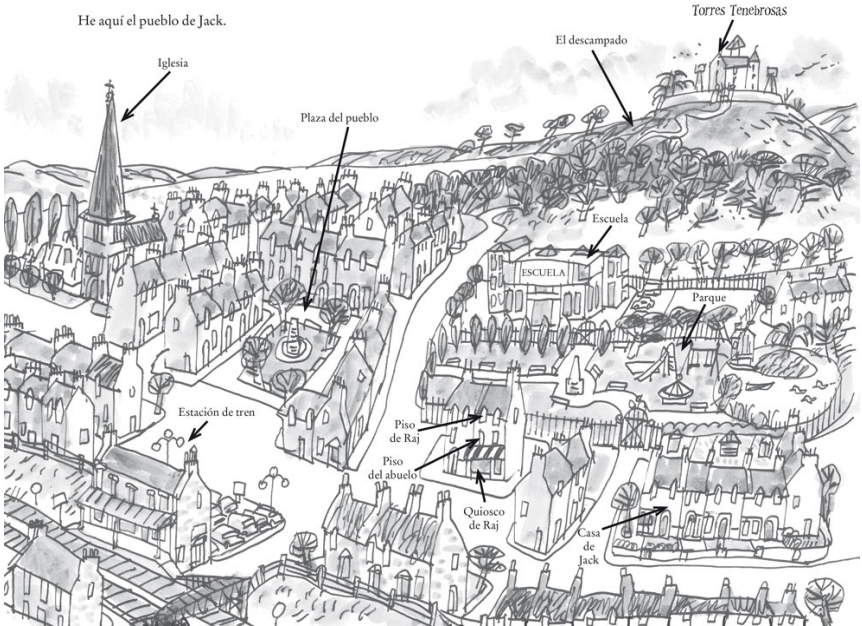 He aquí el pueblo de Jack.
Torres Tenebrosas
El descampado
Iglesia
Plaza del pueblo
Escuela
ESCUELA
Parque
Estación de tren
Piso
de Raj
Piso
del abuelo
Quiosco
de Raj
Casa
de
Jack